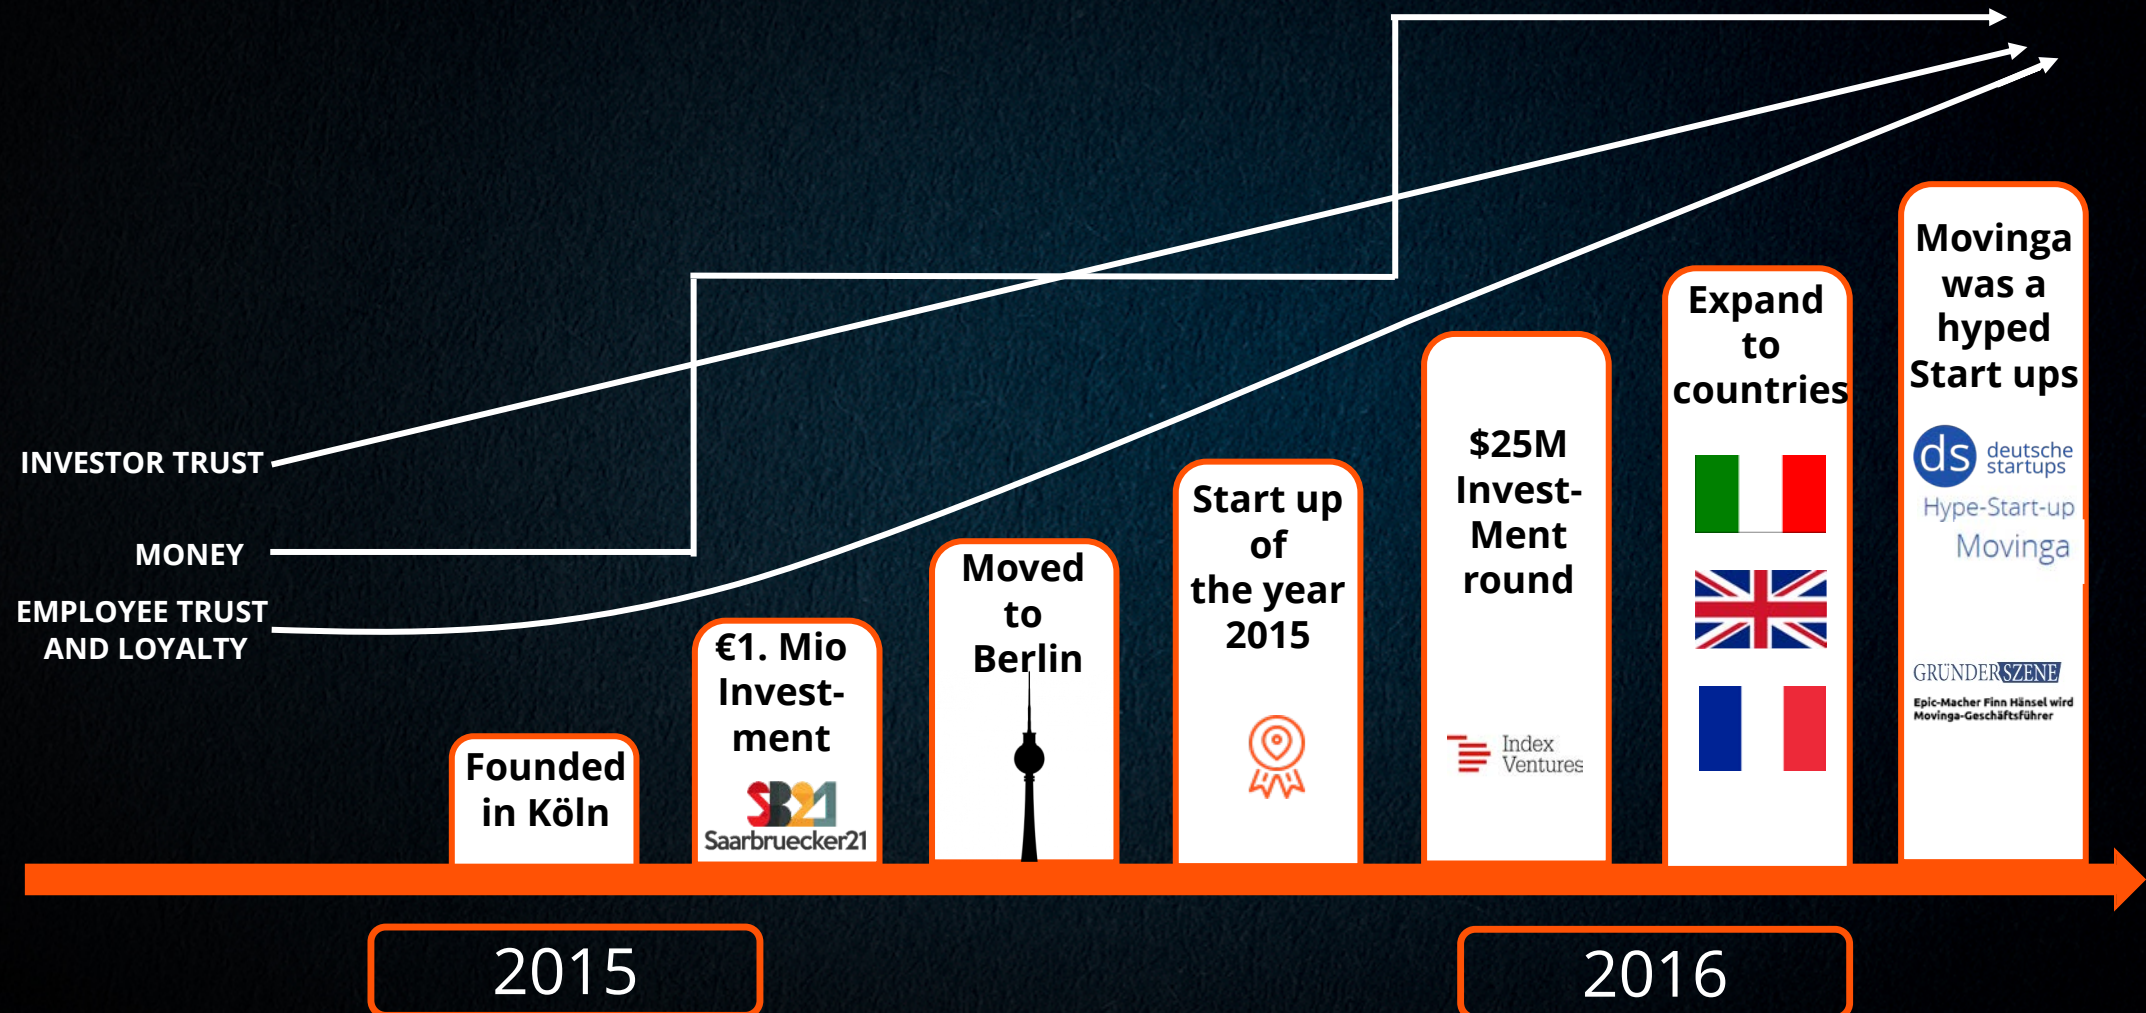 INVESTOR TRUST
MONEY
EMPLOYEE TRUST
AND LOYALTY
Founded
in Köln
€1. Mio
Invest-
ment
SB21
Saarbruecker21
Moved
to
Berlin
Start up
of
the year
2015
$25M
Invest-
Ment
round
Index
Ventures
Expand
to
countries
Movinga
was a
hyped
Start ups
ds deutsche
startups
Hype-Start-up
Movinga
GRÜNDERSZENE
Epic-Macher Finn Hänsel wird
Movinga-Geschäftsführer
2015
2016